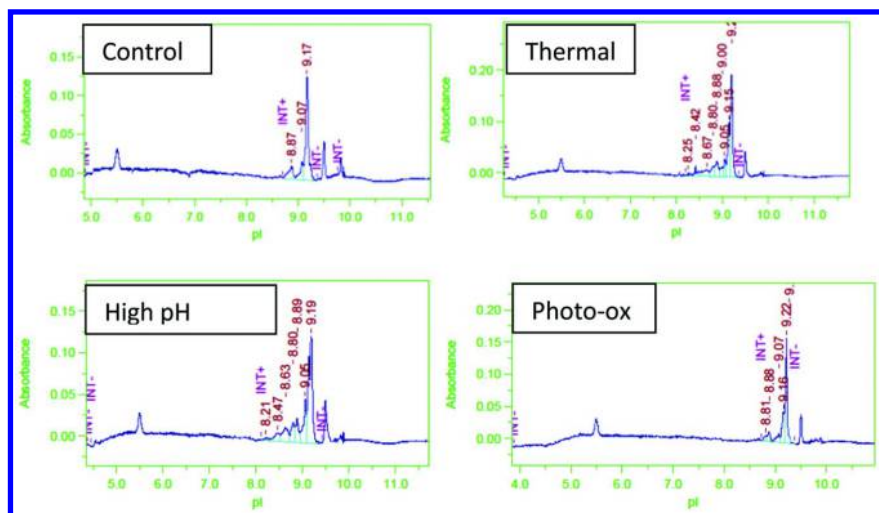 Control
Absorbance
0.15
0.10
0.05
0.00
INT-
INT+
8.87
9.07
9.17
INT-
INT-
5.0 6.0 7.0 8.0 9.0 10.0 11.0
pI
Thermal
Absorbance
0.20
0.10
0.00
INT-
INT+
8.25
8.42
8.67
8.80
8.88
9.00
9.05
9.15
INT-
5.0 6.0 7.0 8.0 9.0 10.0 11.0
pI
High pH
Absorbance
0.15
0.10
0.05
0.00
INT-
INT-
INT+
8.21
8.47
8.63
8.80
8.89
9.05
9.19
INT-
5.0 6.0 7.0 8.0 9.0 10.0 11.0
pI
Photo-ox
Absorbance
0.20
0.15
0.10
0.05
0.00
INT-
INT+
8.81
8.88
9.07
9.16
9.22
INT-
4.0 5.0 6.0 7.0 8.0 9.0 10.0
pI